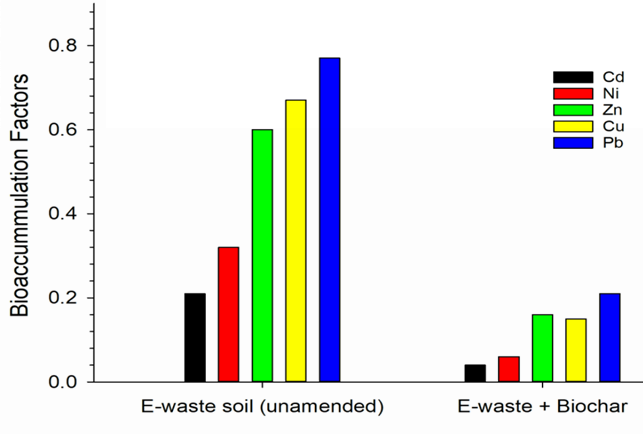 Bioaccummulation Factors
0.8
0.6
0.4
0.2
0.0
Cd
Ni
Zn
Cu
Pb
E-waste soil (unamended)
E-waste + Biochar